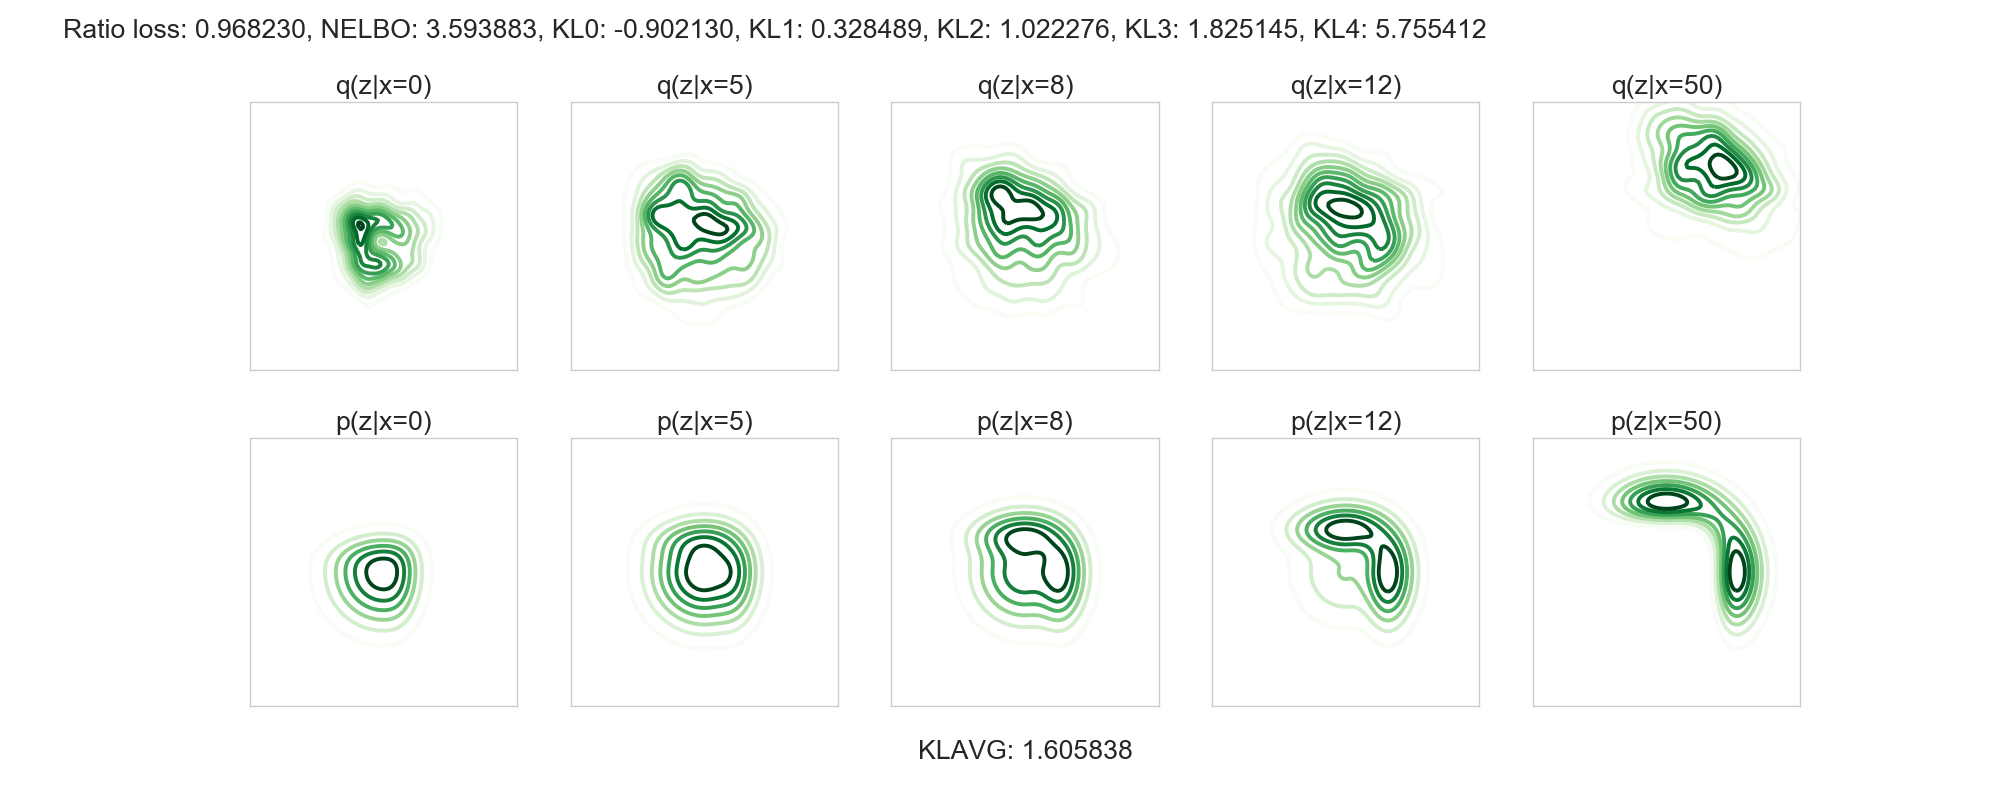 Ratio loss: 0.968230, NELBO: 3.593883, KL0: -0.902130, KL1: 0.328489, KL2: 1.022276, KL3: 1.825145, KL4: 5.755412
q(z|x=0) q(z|x=5) q(z|x=8) q(z|x=12) q(z|x=50)
p(z|x=0) p(z|x=5) p(z|x=8) p(z|x=12) p(z|x=50)
KLAVG: 1.605838